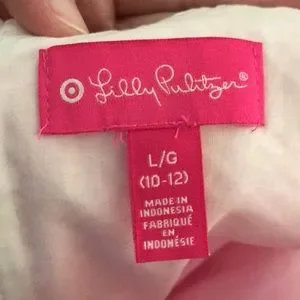 Lilly Pulitzer®
L/G
(10-12)
MADE IN
INDONESIA
FABRIQUÉ
EN
INDONÉSIE